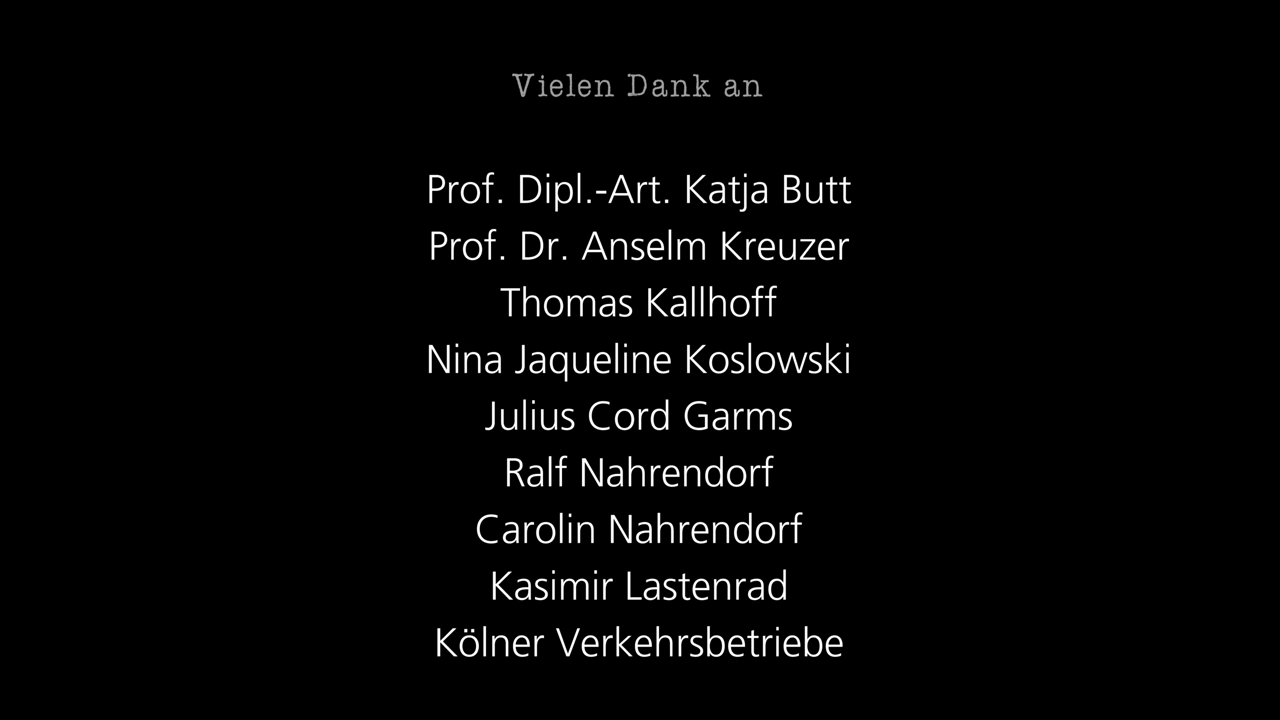 Vielen Dank an
Prof. Dipl.-Art. Katja Butt
Prof. Dr. Anselm Kreuzer
Thomas Kallhoff
Nina Jaqueline Koslowski
Julius Cord Garms
Ralf Nahrendorf
Carolin Nahrendorf
Kasimir Lastenrad
Kölner Verkehrsbetriebe